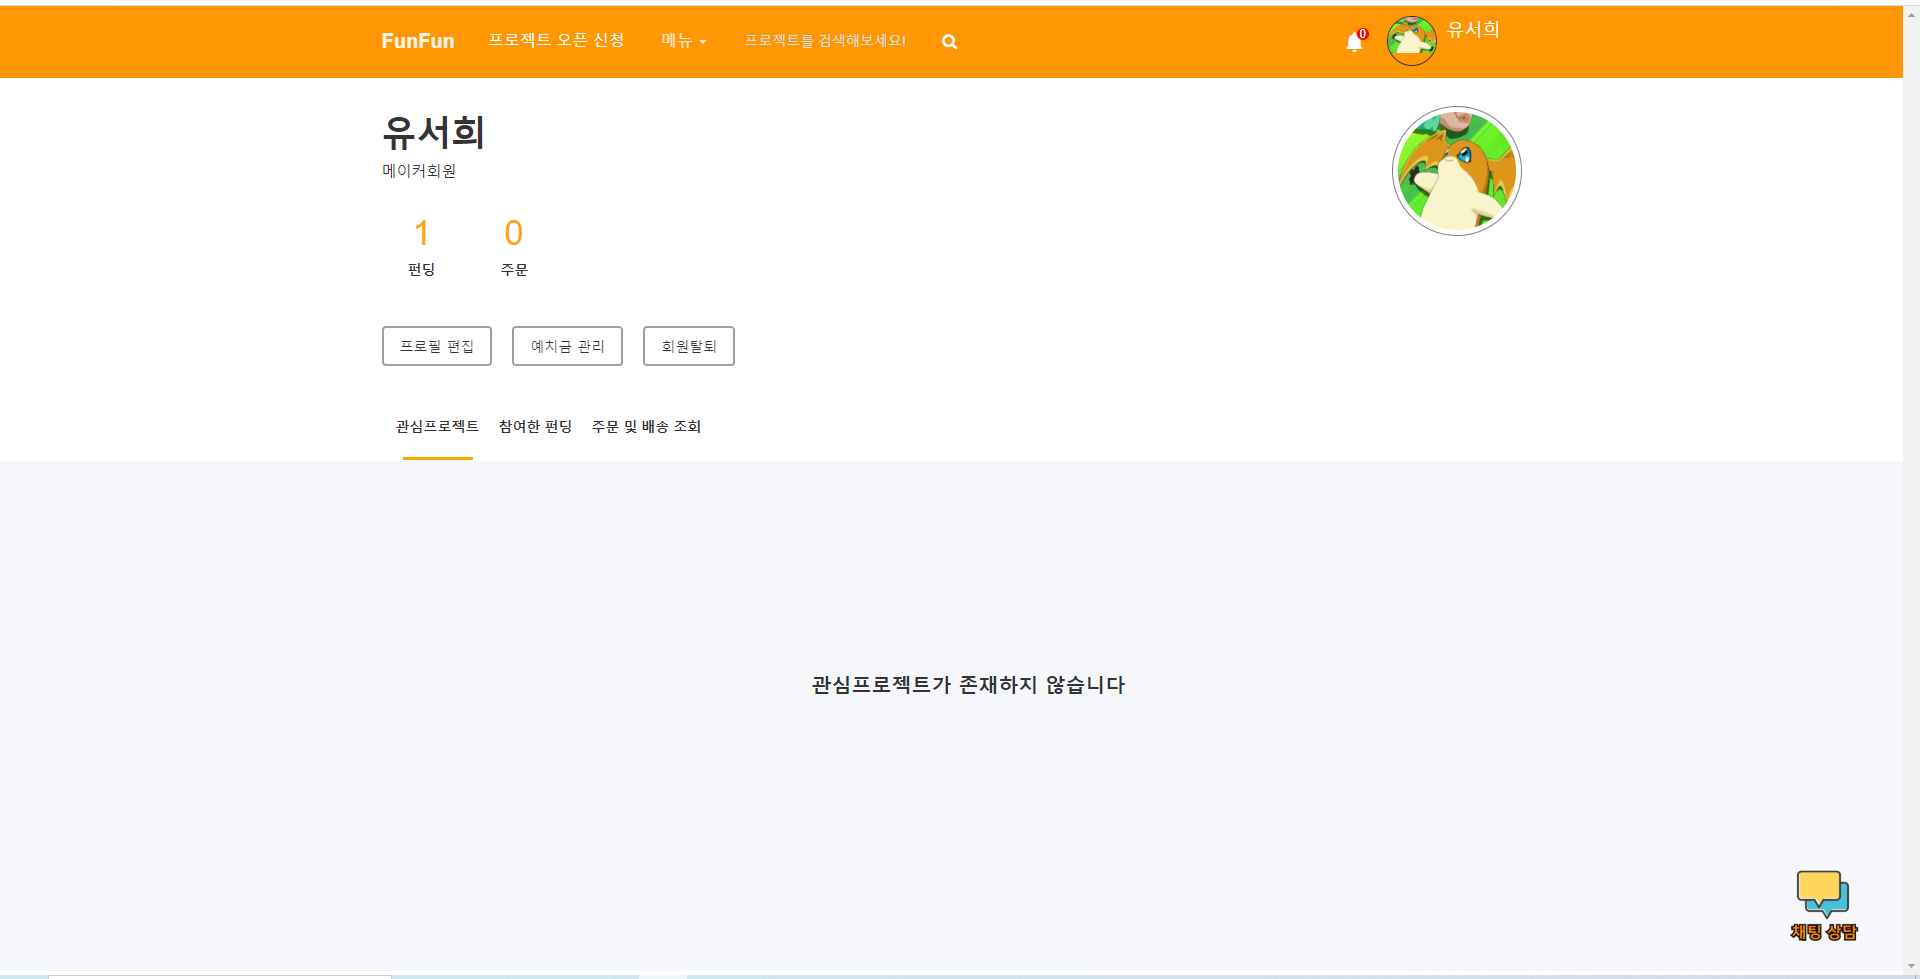 FunFun 프로젝트 오픈 신청 메뉴 프로젝트를 검색해보세요! 0 유서희
유서희
메이커회원
1 0
펀딩 주문
프로필 편집 예치금 관리 회원탈퇴
관심프로젝트 참여한 펀딩 주문 및 배송 조회
관심프로젝트가 존재하지 않습니다
채팅 상담